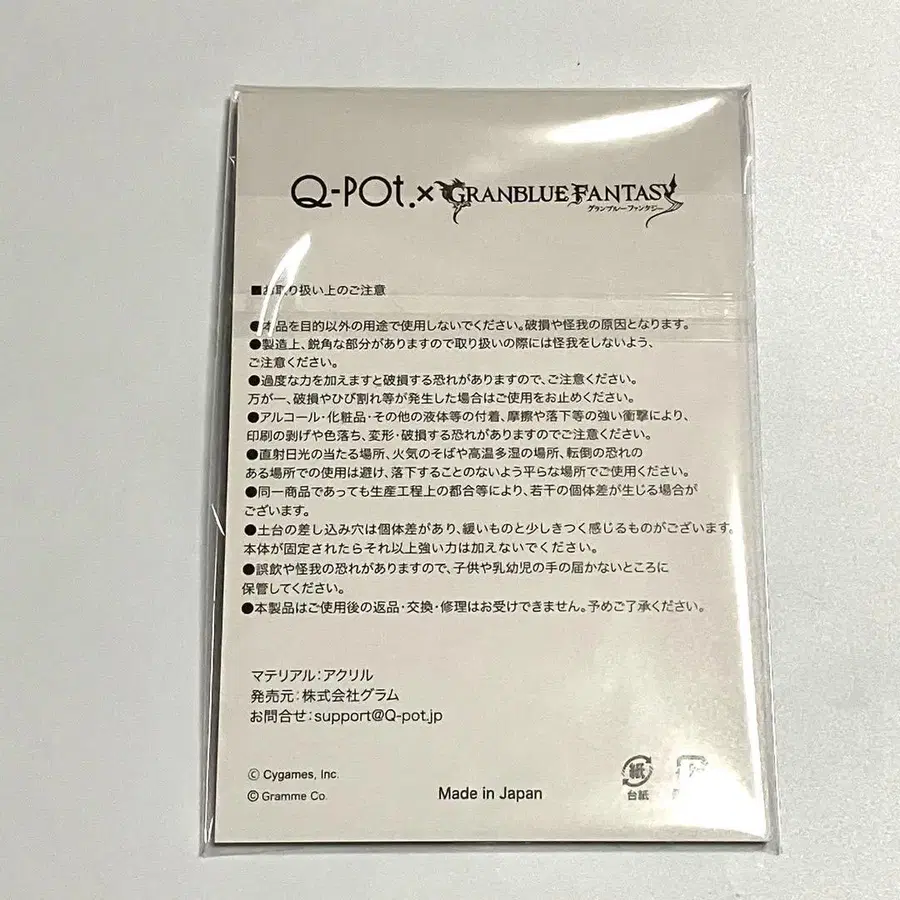 Q-POt.×GRANBLUE FANTASY
グランブルーファンタジー
■お取り扱い上のご注意
●本品を目的以外の用途で使用しないでください。破損や怪我の原因となります。
●製造上、鋭角な部分がありますので取り扱いの際には怪我をしないよう、
ご注意ください。
●過度な力を加えますと破損する恐れがありますので、ご注意ください。
万が一、破損やひび割れ等が発生した場合はご使用をお止めください。
●アルコール・化粧品・その他の液体等の付着、摩擦や落下等の強い衝撃により、
印刷の剥げや色落ち、変形・破損する恐れがありますのでご注意ください。
●直射日光の当たる場所、火気のそばや高温多湿の場所、転倒の恐れの
ある場所での使用は避け、落下することのないよう平らな場所でご使用ください。
●同一商品であっても生産工程上の都合等により、若干の個体差が生じる場合が
ございます。
●土台の差し込み穴は個体差があり、緩いものと少しきつく感じるものがございます。
本体が固定されたらそれ以上強い力は加えないでください。
●誤飲や怪我の恐れがありますので、子供や乳幼児の手の届かないところに
保管してください。
●本製品はご使用後の返品・交換・修理はお受けできません。予めご了承ください。
マテリアル：アクリル
発売元：株式会社グラム
お問合せ：support@Q-pot.jp
© Cygames, Inc.
© Gramme Co.
Made in Japan
紙
台紙